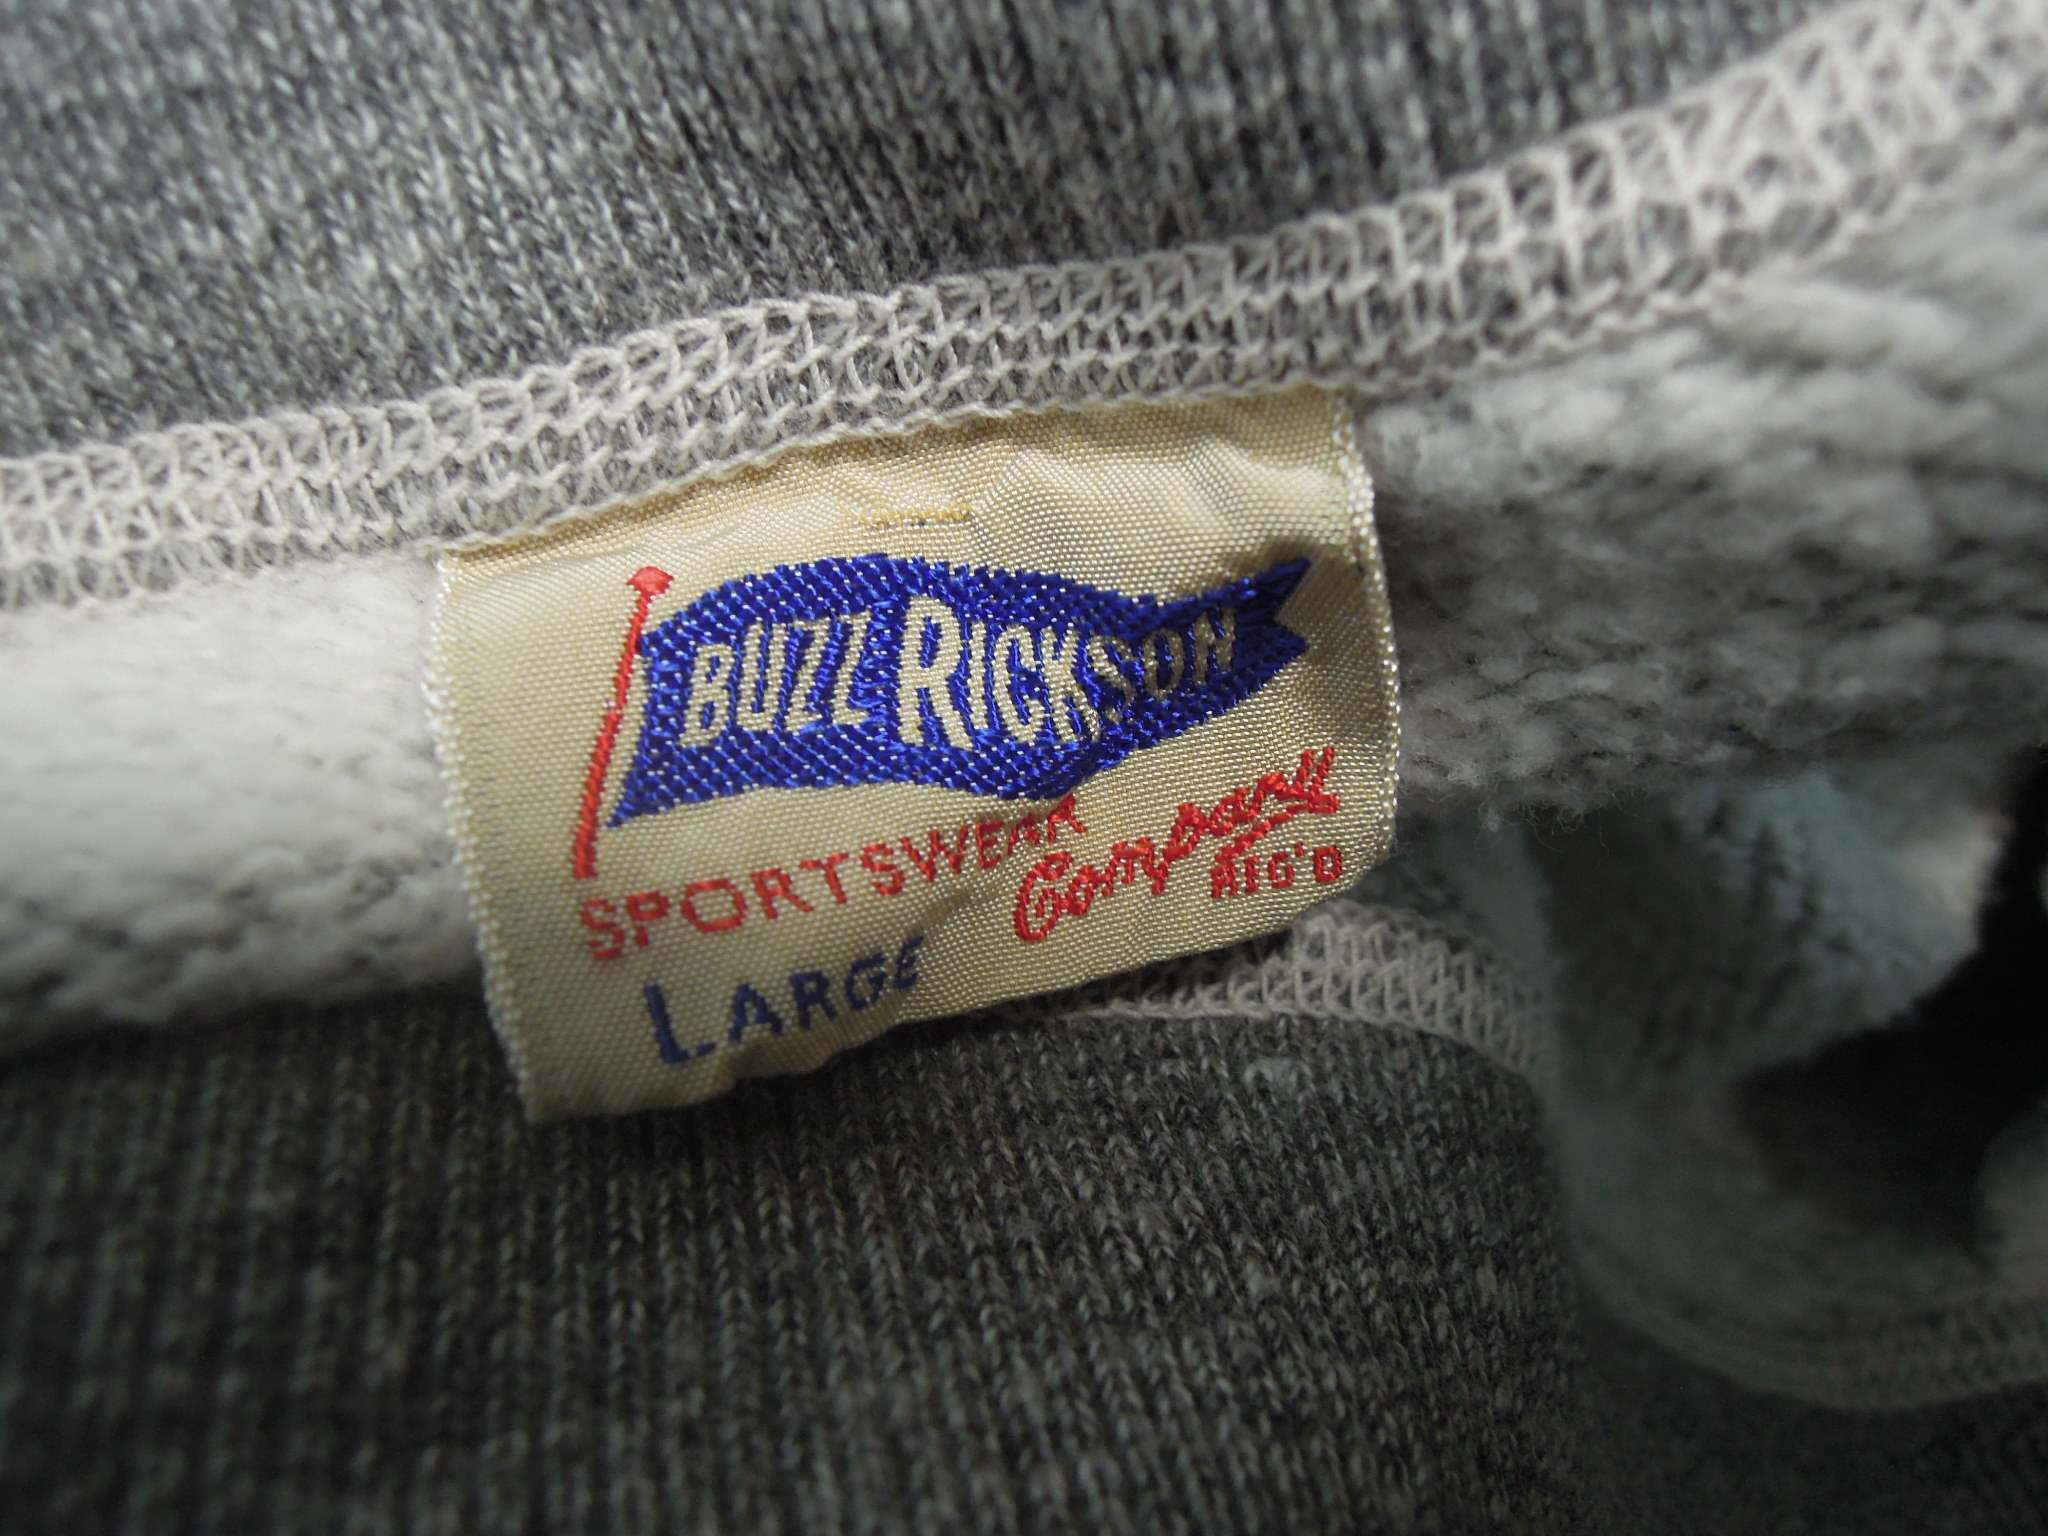 BUZZ RICKSON
SPORTSWEAR Company
REG'D
LARGE